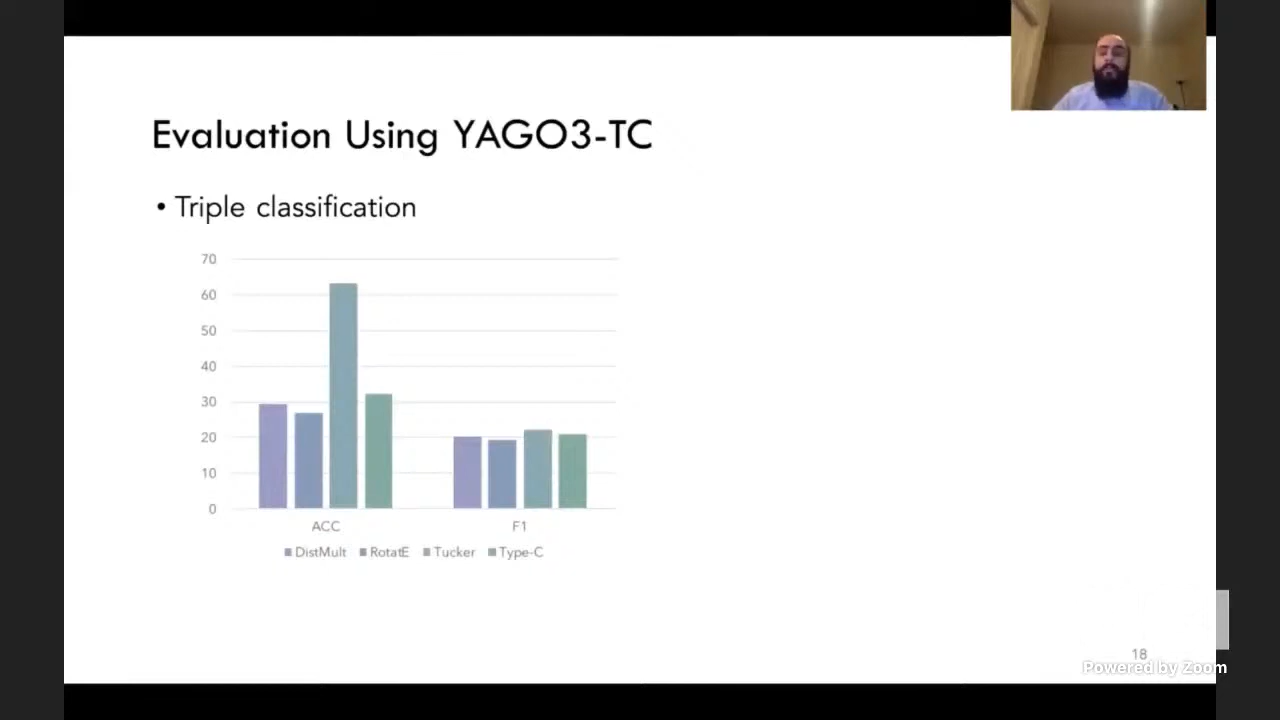 Evaluation Using YAGO3-TC
• Triple classification
70
60
50
40
30
20
10
0
ACC F1
DistMult RotatE Tucker Type-C
18
Powered by Zoom